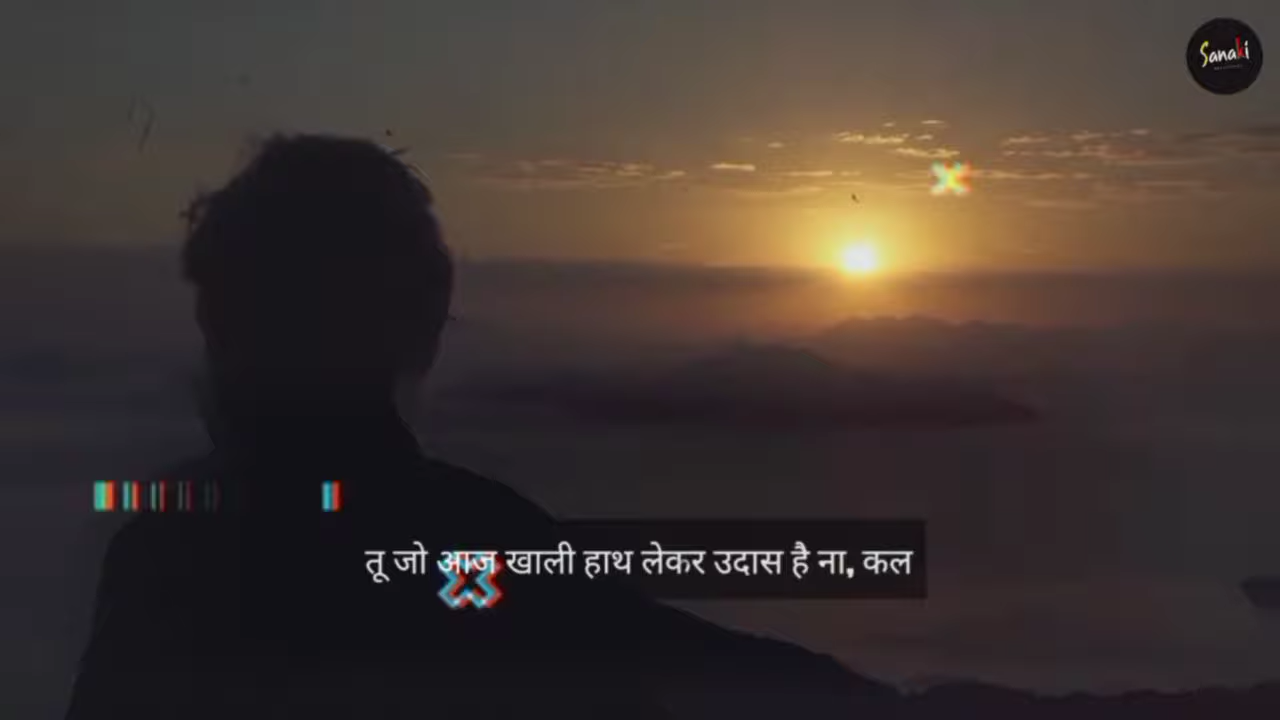 Sanaki
तू जो आज खाली हाथ लेकर उदास है ना, कल